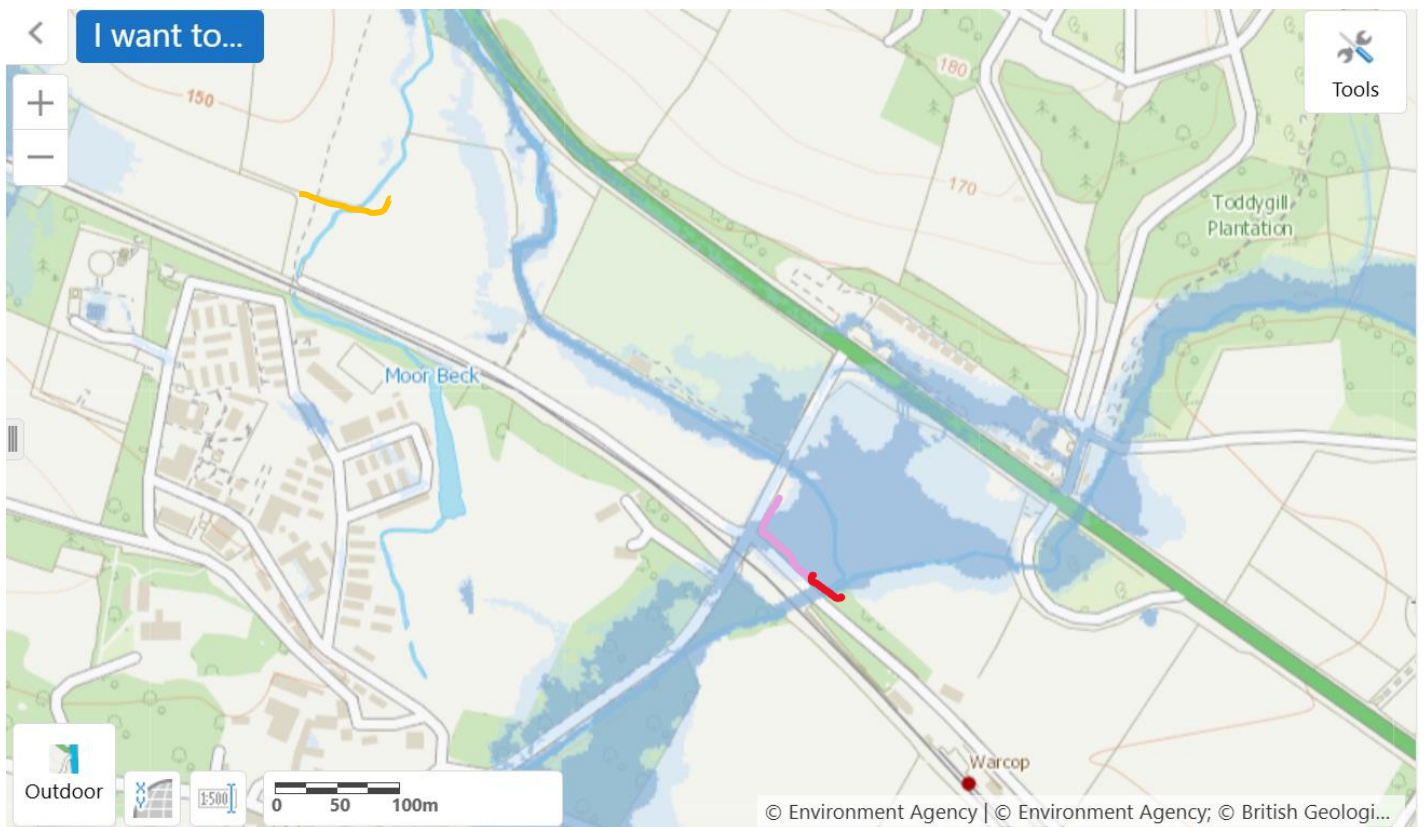 I want to...
Tools
150
180
170
Toddygill
Plantation
Moor Beck
Warcop
Outdoor
X
Y
1:500
0 50 100m
© Environment Agency | © Environment Agency; © British Geologi...